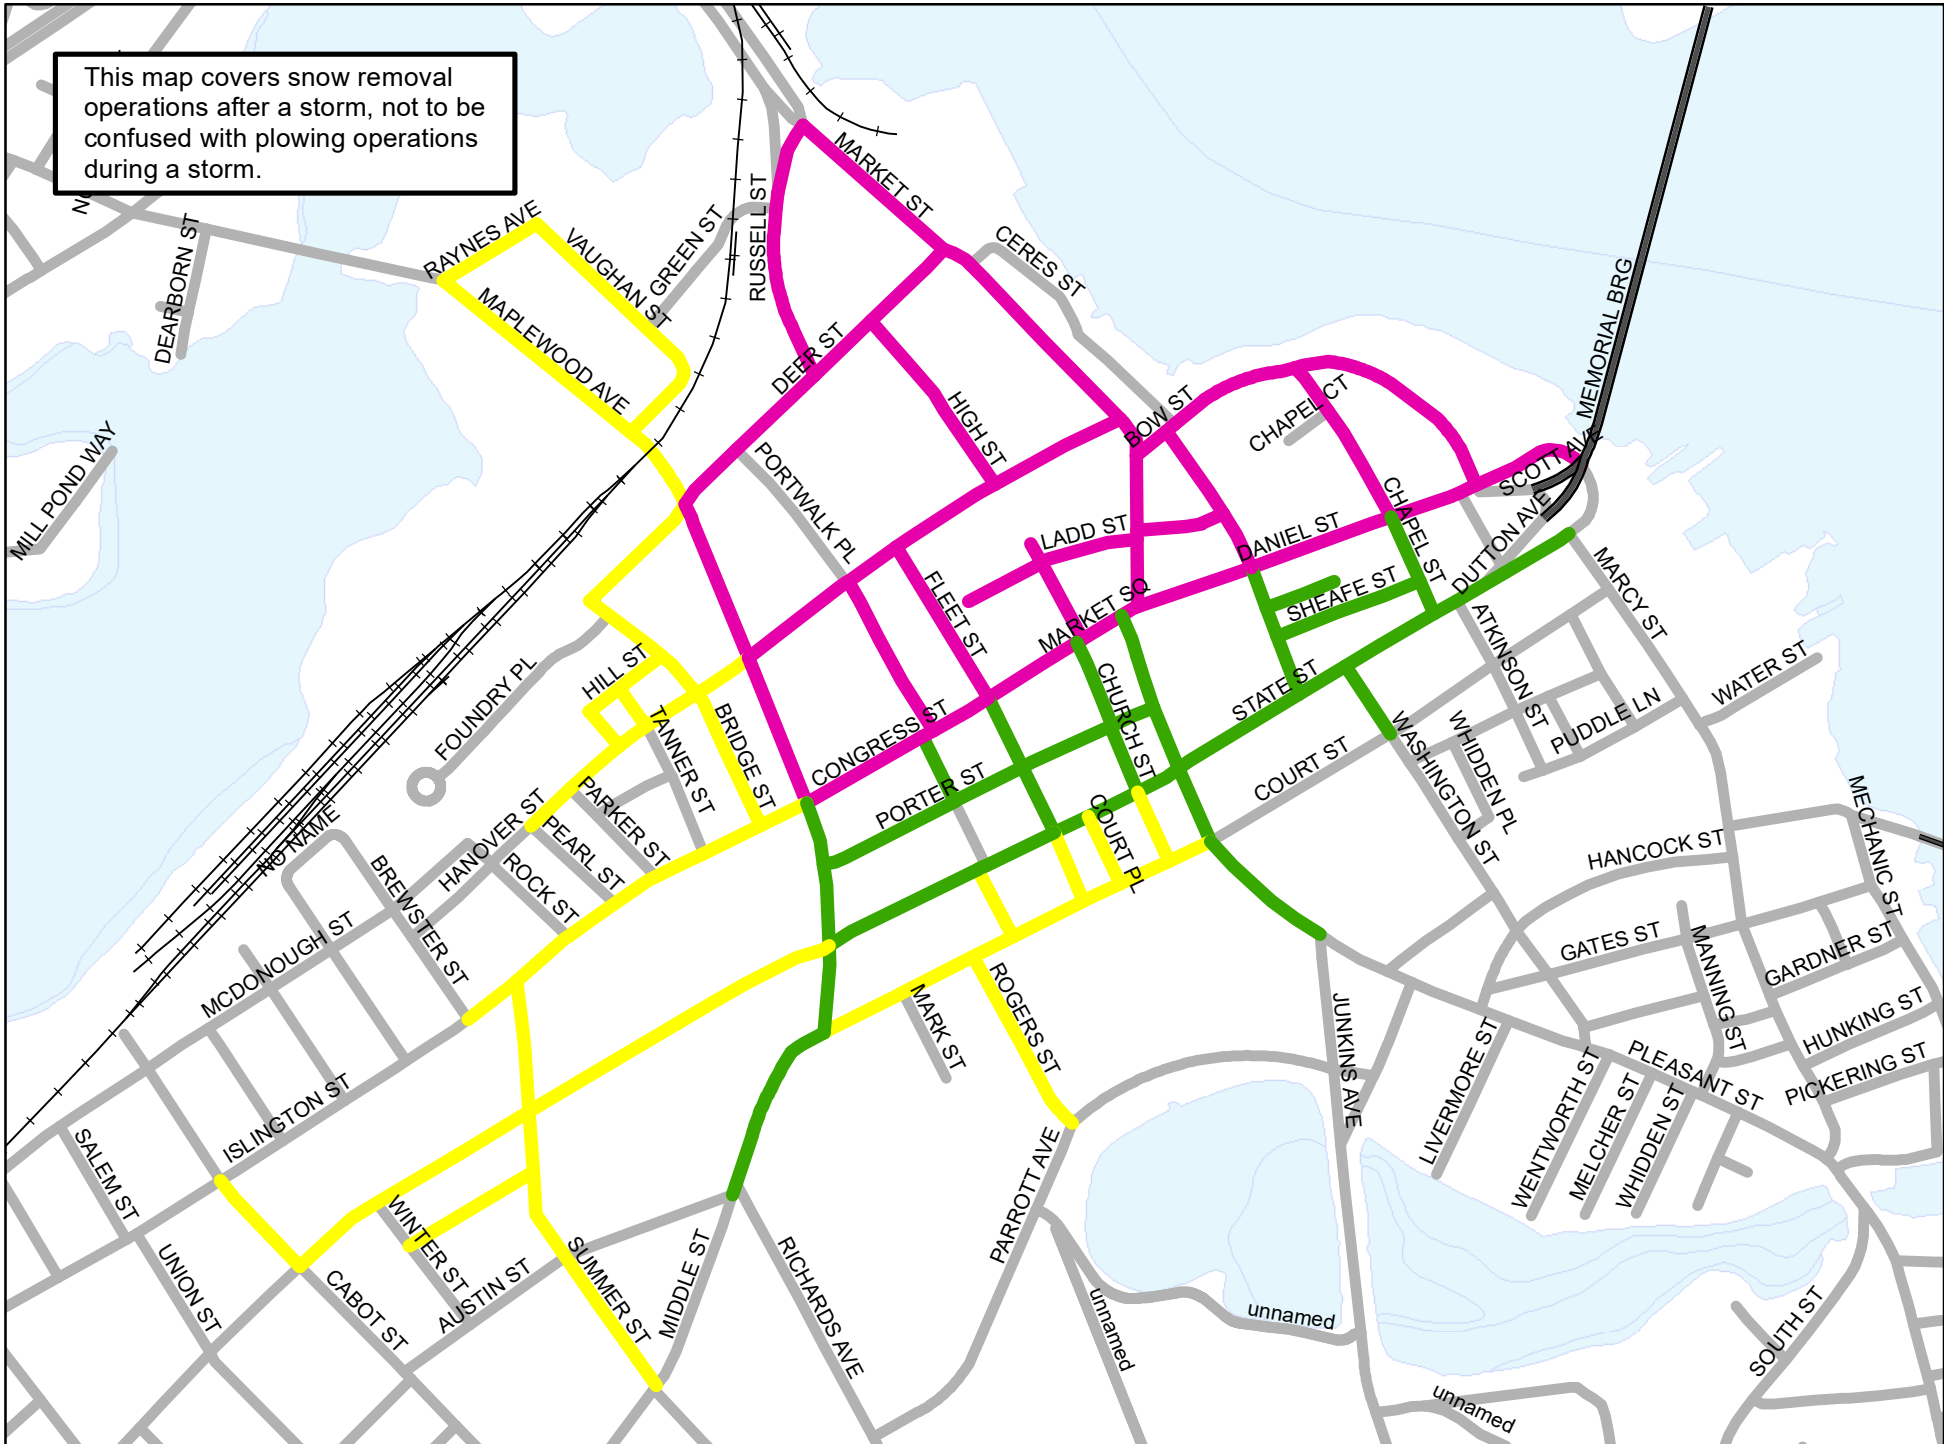 This map covers snow removal
operations after a storm, not to be
confused with plowing operations
during a storm.
MARKET ST
RUSSELL ST
GREEN ST
RAYNES AVE
VAUGHAN ST
MAPLEWOOD AVE
DEARBORN ST
CERES ST
MEMORIAL BRG
DEER ST
HIGH ST
BOW ST
CHAPEL CT
SCOTT AVE
MILL POND WAY
PORTWALK PL
LADD ST
DANIEL ST
CHAPEL ST
DUTTON AVE
MARCY ST
FLEET ST
MARKET SQ
SHEAFE ST
ATKINSON ST
WATER ST
HILL ST
FOUNDRY PL
TANNER ST
BRIDGE ST
CONGRESS ST
CHURCH ST
STATE ST
PUDDLE LN
WHIDDEN PL
WASHINGTON ST
COURT ST
PORTER ST
COURT PL
HANOVER ST
PARKER ST
PEARL ST
ROCK ST
NO NAME
BREWSTER ST
MCDONOUGH ST
MECHANIC ST
HANCOCK ST
GATES ST
MANNING ST
GARDNER ST
HUNKING ST
PICKERING ST
MARK ST
ROGERS ST
JUNKINS AVE
LIVERMORE ST
PLEASANT ST
WENTWORTH ST
MELCHER ST
WHIDDEN ST
ISLINGTON ST
SALEM ST
UNION ST
CABOT ST
WINTER ST
AUSTIN ST
SUMMER ST
MIDDLE ST
RICHARDS AVE
PARROTT AVE
unnamed
unnamed
unnamed
SOUTH ST